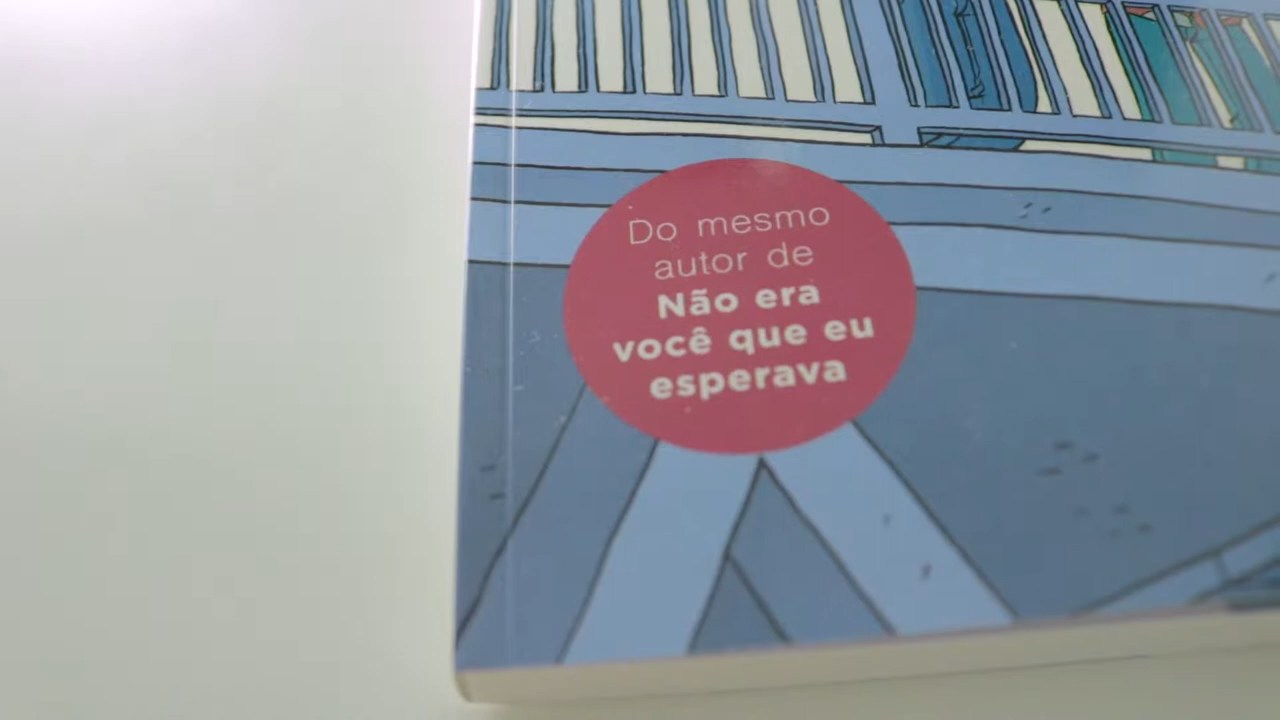 Do mesmo
autor de
Não era
você que eu
esperava